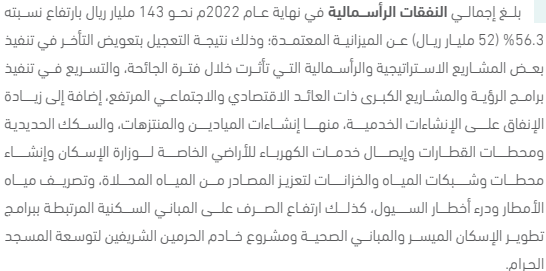 بلغ إجمالي النفقات الرأسمالية في نهاية عام 2022م نحو 143 مليار ريال بارتفاع نسبته
56.3% (52 مليار ريال) عن الميزانية المعتمدة؛ وذلك نتيجة التعجيل بتعويض التأخر في تنفيذ
بعض المشاريع الاستراتيجية والرأسمالية التي تأثرت خلال فترة الجائحة، والتسريع في تنفيذ
برامج الرؤية والمشاريع الكبرى ذات العائد الاقتصادي والاجتماعي المرتفع، إضافة إلى زيادة
الإنفاق على الإنشاءات الخدمية، منها إنشاءات الميادين والمنتزهات، والسكك الحديدية
ومحطات القطارات وإيصال خدمات الكهرباء للأراضي الخاصة لوزارة الإسكان وإنشاء
محطات وشبكات المياه والخزانات لتعزيز المصادر من المياه المحلاة، وتصريف مياه
الأمطار ودرء أخطار السيول، كذلك ارتفاع الصرف على المباني السكنية المرتبطة ببرامج
تطوير الإسكان الميسر والمباني الصحية ومشروع خادم الحرمين الشريفين لتوسعة المسجد
الحرام.